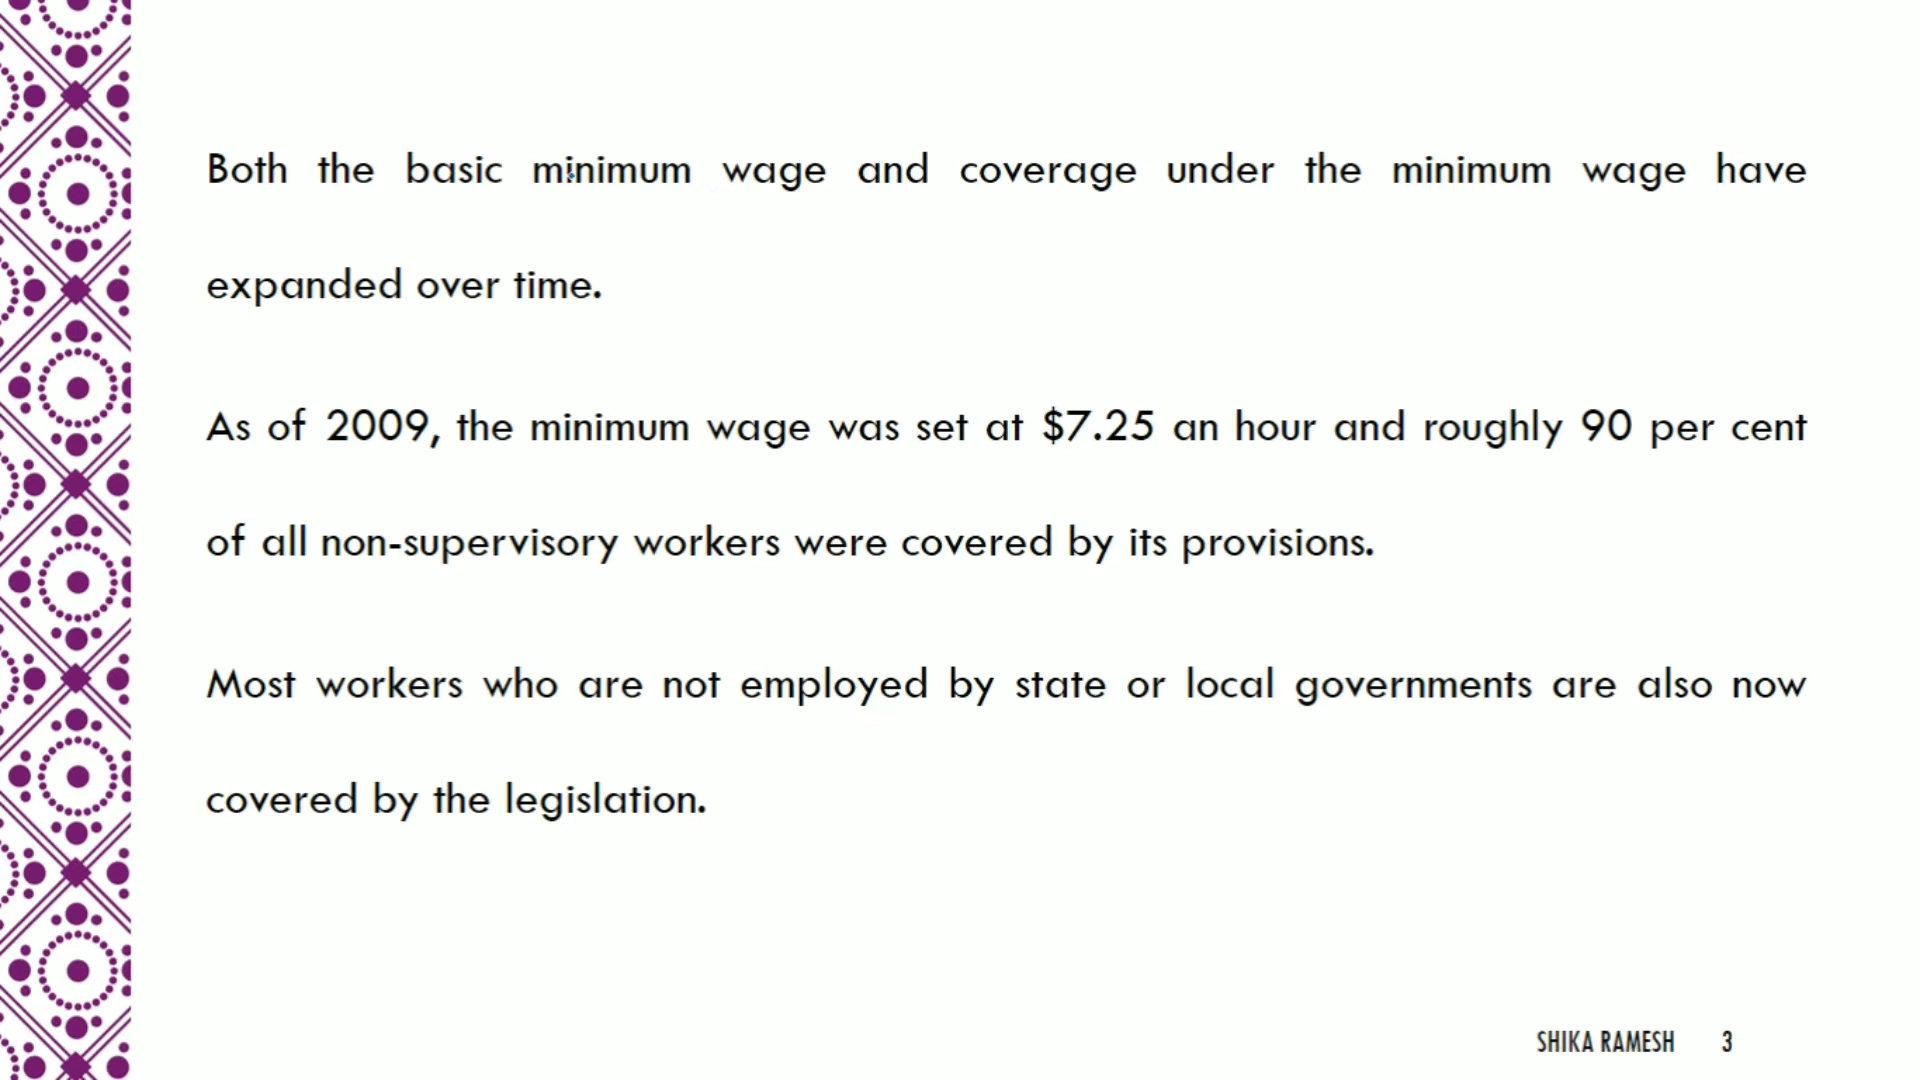 Both the basic minimum wage and coverage under the minimum wage have
expanded over time.
As of 2009, the minimum wage was set at $7.25 an hour and roughly 90 per cent
of all non-supervisory workers were covered by its provisions.
Most workers who are not employed by state or local governments are also now
covered by the legislation.
SHIKA RAMESH 3